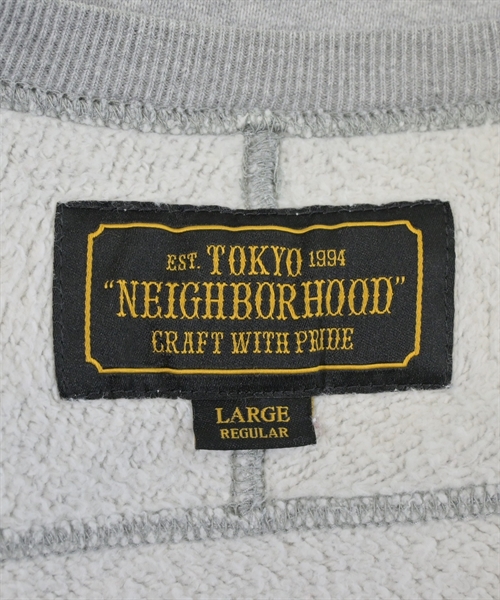 EST. TOKYO 1994
"NEIGHBORHOOD"
CRAFT WITH PRIDE
LARGE
REGULAR